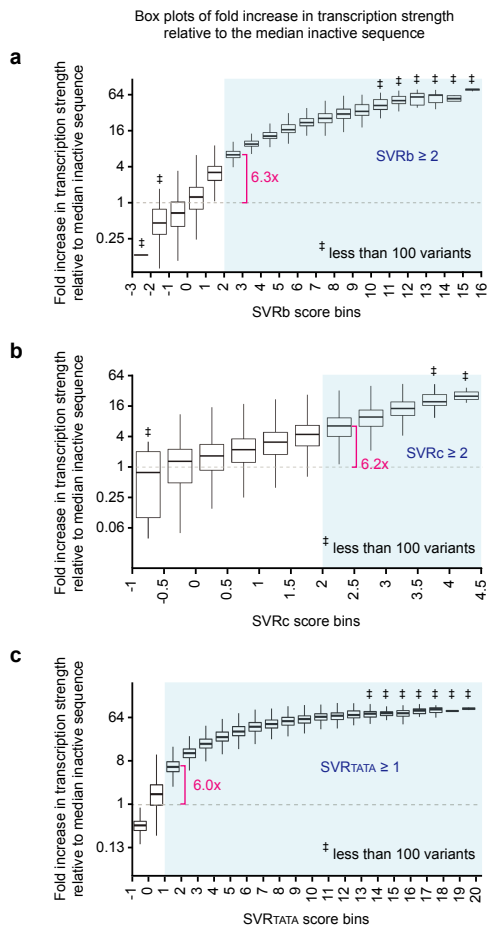 Box plots of fold increase in transcription strength
relative to the median inactive sequence
a
Fold increase in transcription strength
relative to median inactive sequence
64
16
4
1
0.25
‡ ‡ ‡ ‡ ‡ ‡ ‡ ‡
6.3x
SVRb ≥ 2
‡ less than 100 variants
-3 -2 -1 0 1 2 3 4 5 6 7 8 9 10 11 12 13 14 15 16
SVRb score bins
b
Fold increase in transcription strength
relative to median inactive sequence
64
16
4
1
0.25
0.06
‡ ‡ ‡
6.2x
SVRc ≥ 2
‡ less than 100 variants
-1 -0.5 0 0.5 1 1.5 2 2.5 3 3.5 4 4.5
SVRc score bins
c
Fold increase in transcription strength
relative to median inactive sequence
64
8
1
0.13
‡ ‡ ‡ ‡ ‡ ‡ ‡
6.0x
SVRTATA ≥ 1
‡ less than 100 variants
-1 0 1 2 3 4 5 6 7 8 9 10 11 12 13 14 15 16 17 18 19 20
SVRTATA score bins